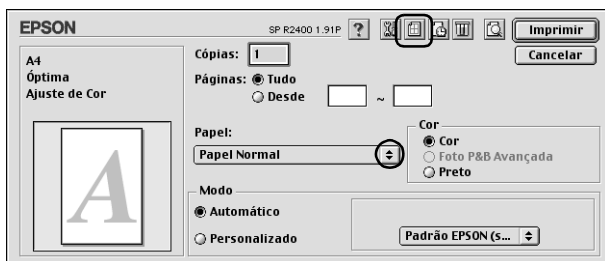 EPSON
SP R2400 1.91P
?
Imprimir
A4
Óptima
Ajuste de Cor
A
Cópias: 1
Cancelar
Páginas: Tudo
Desde ~
Papel:
Papel Normal
Cor
Cor
Foto P&B Avançada
Preto
Modo
Automático
Personalizado
Padrão EPSON (s...